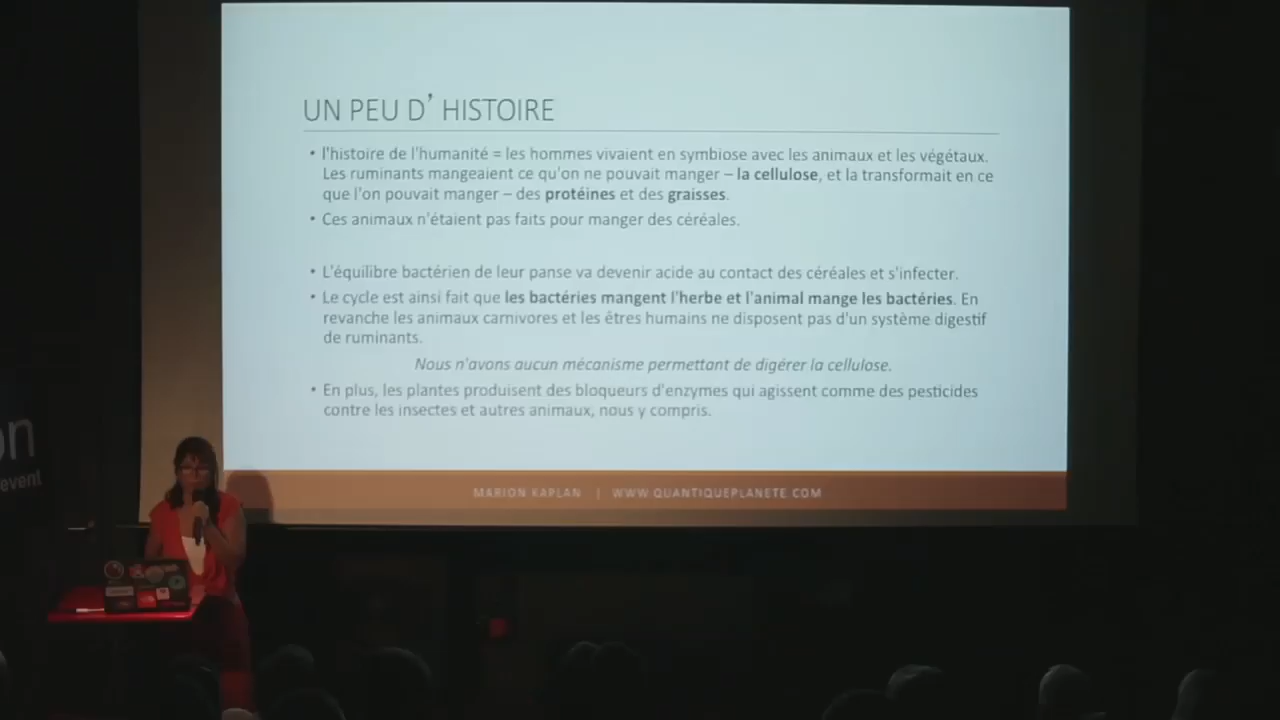 UN PEU D’ HISTOIRE
• l'histoire de l'humanité = les hommes vivaient en symbiose avec les animaux et les végétaux.
Les ruminants mangeaient ce qu'on ne pouvait manger – la cellulose, et la transformait en ce
que l'on pouvait manger – des protéines et des graisses.
• Ces animaux n'étaient pas faits pour manger des céréales.
• L'équilibre bactérien de leur panse va devenir acide au contact des céréales et s'infecter.
• Le cycle est ainsi fait que les bactéries mangent l'herbe et l'animal mange les bactéries. En
revanche les animaux carnivores et les êtres humains ne disposent pas d'un système digestif
de ruminants.
Nous n'avons aucun mécanisme permettant de digérer la cellulose.
• En plus, les plantes produisent des bloqueurs d'enzymes qui agissent comme des pesticides
contre les insectes et autres animaux, nous y compris.
MARION KAPLAN | WWW.QUANTIQUEPLANETE.COM
on
event